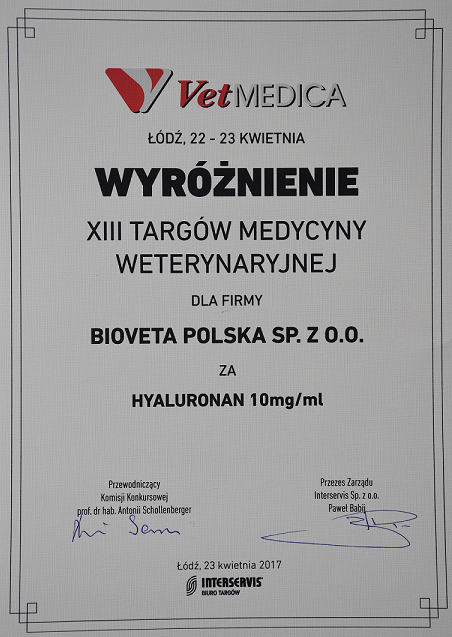 VetMEDICA
ŁÓDŹ, 22 - 23 KWIETNIA
WYRÓŻNIENIE
XIII TARGÓW MEDYCYNY
WETERYNARYJNEJ
DLA FIRMY
BIOVETA POLSKA SP. Z O.O.
ZA
HYALURONAN 10mg/ml
Przewodniczący
Komisji Konkursowej
prof. dr hab. Antonii Schollenberger
Prezes Zarządu
Interservis Sp. z o.o.
Paweł Babij
Łódź, 23 kwietnia 2017
INTERSERVIS
BIURO TARGÓW